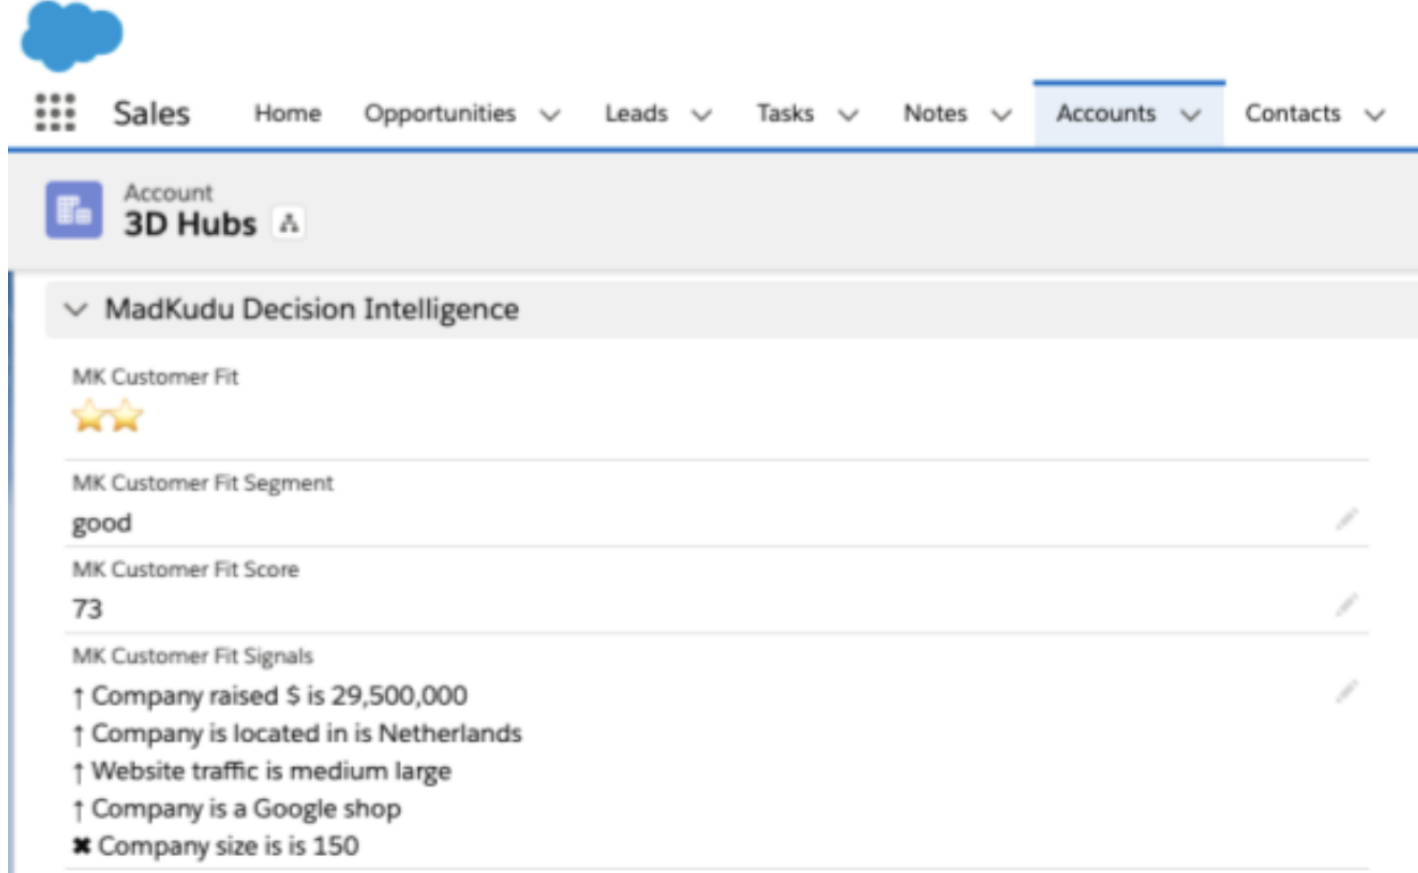 Sales Home Opportunities Leads Tasks Notes Accounts Contacts
Account
3D Hubs
MadKudu Decision Intelligence
MK Customer Fit
⭐⭐
MK Customer Fit Segment
good
MK Customer Fit Score
73
MK Customer Fit Signals
↑ Company raised $ is 29,500,000
↑ Company is located in is Netherlands
↑ Website traffic is medium large
↑ Company is a Google shop
✖ Company size is is 150